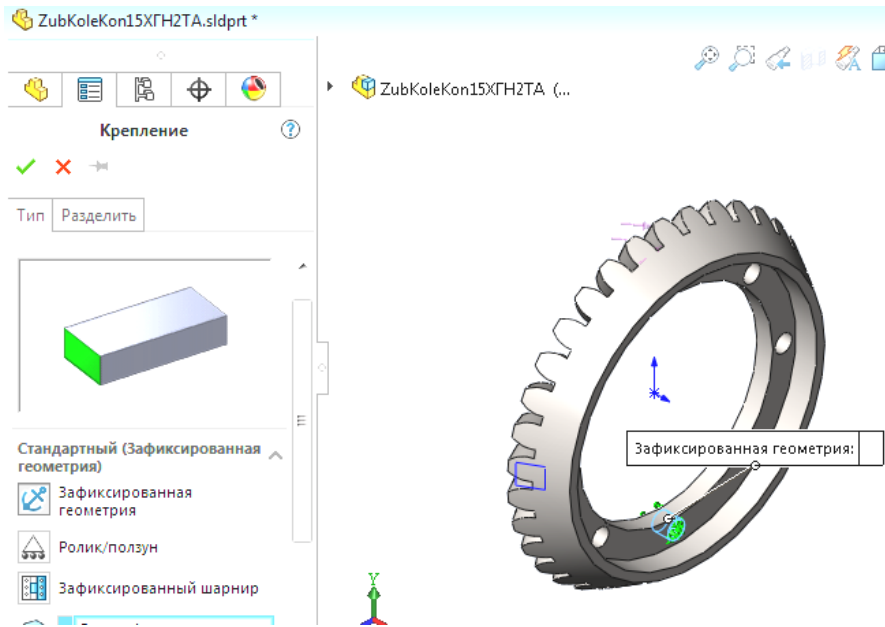 ZubKoleKon15ХГН2ТА.sldprt *
ZubKoleKon15ХГН2ТА (...
Крепление
Тип
Разделить
Стандартный (Зафиксированная
геометрия)
Зафиксированная
геометрия
Ролик/ползун
Зафиксированный шарнир
Зафиксированная геометрия:
Y